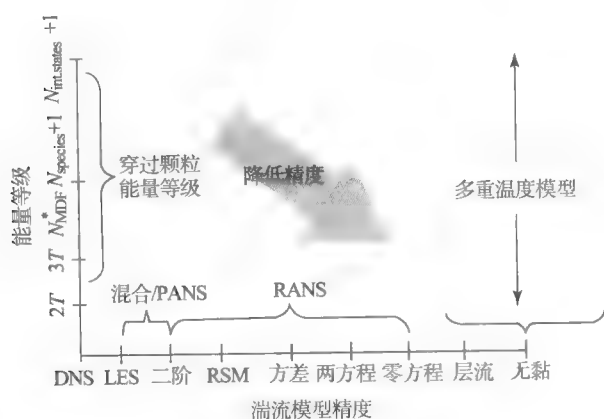 能量等级
2T 3T N*MDF Nspecies+1 Nint.states+1
穿过颗粒
能量等级
降低精度
多重温度模型
混合/PANS
RANS
DNS LES 二阶 RSM 方差 两方程 零方程 层流 无黏
湍流模型精度